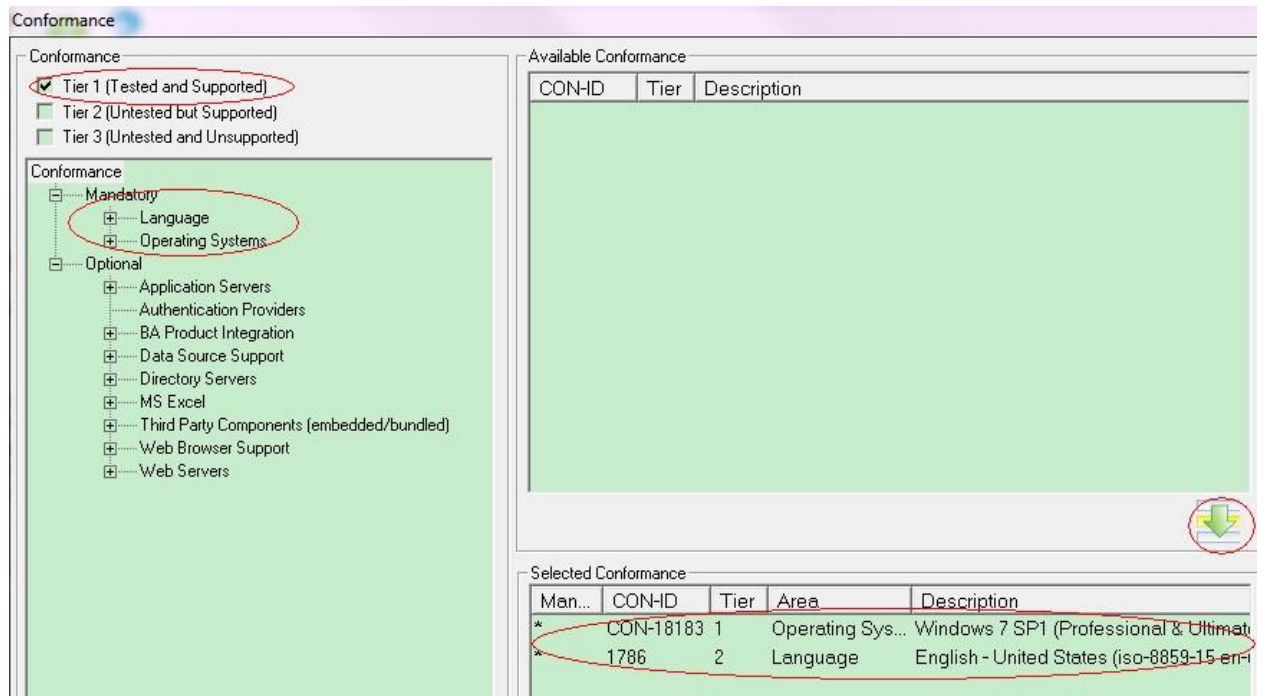 Conformance
Conformance
Tier 1 (Tested and Supported)
Tier 2 (Untested but Supported)
Tier 3 (Untested and Unsupported)
Conformance
Mandatory
Language
Operating Systems
Optional
Application Servers
Authentication Providers
BA Product Integration
Data Source Support
Directory Servers
MS Excel
Third Party Components (embedded/bundled)
Web Browser Support
Web Servers
Available Conformance
CON-ID Tier Description
Selected Conformance
Man... CON-ID Tier Area Description
* CON-18183 1 Operating Sys... Windows 7 SP1 (Professional & Ultimat
* 1786 2 Language English - United States (iso-8859-15 en-